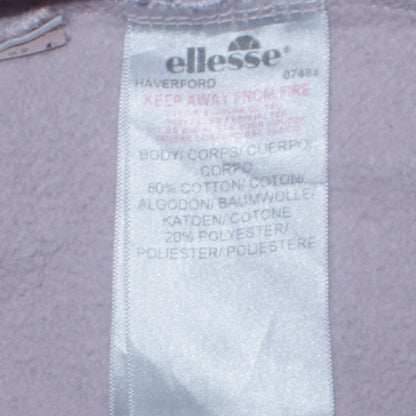 ellesse
HAVERFORD 07484
KEEP AWAY FROM FIRE
BODY/ CORPS/ CUERPO/
CORPO
80% COTTON/ COTON/
ALGODON/ BAUMWOLLE/
KATOEN/ COTONE
20% POLYESTER/
POLIESTER/ POLIESTERE